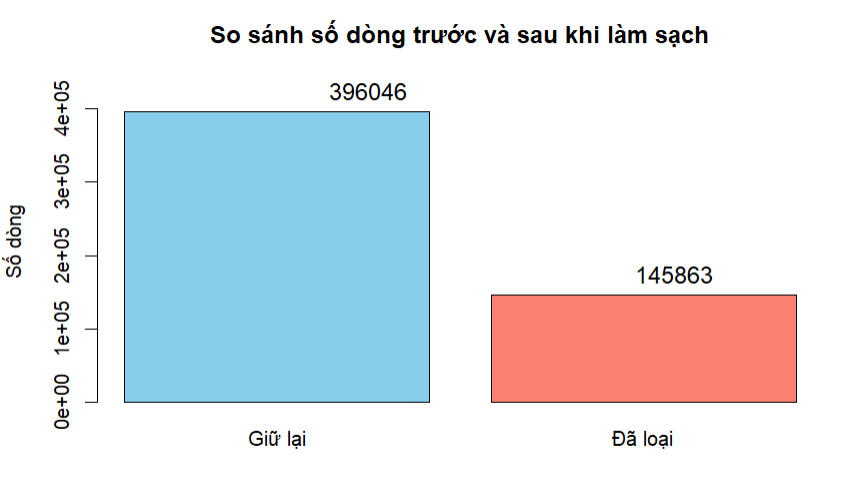 So sánh số dòng trước và sau khi làm sạch
Số dòng
4e+05
3e+05
2e+05
1e+05
0e+00
396046
145863
Giữ lại
Đã loại